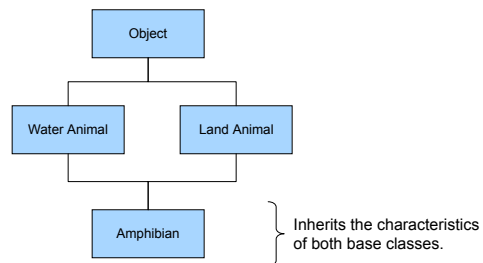 Object
Water Animal
Land Animal
Amphibian
Inherits the characteristics
of both base classes.